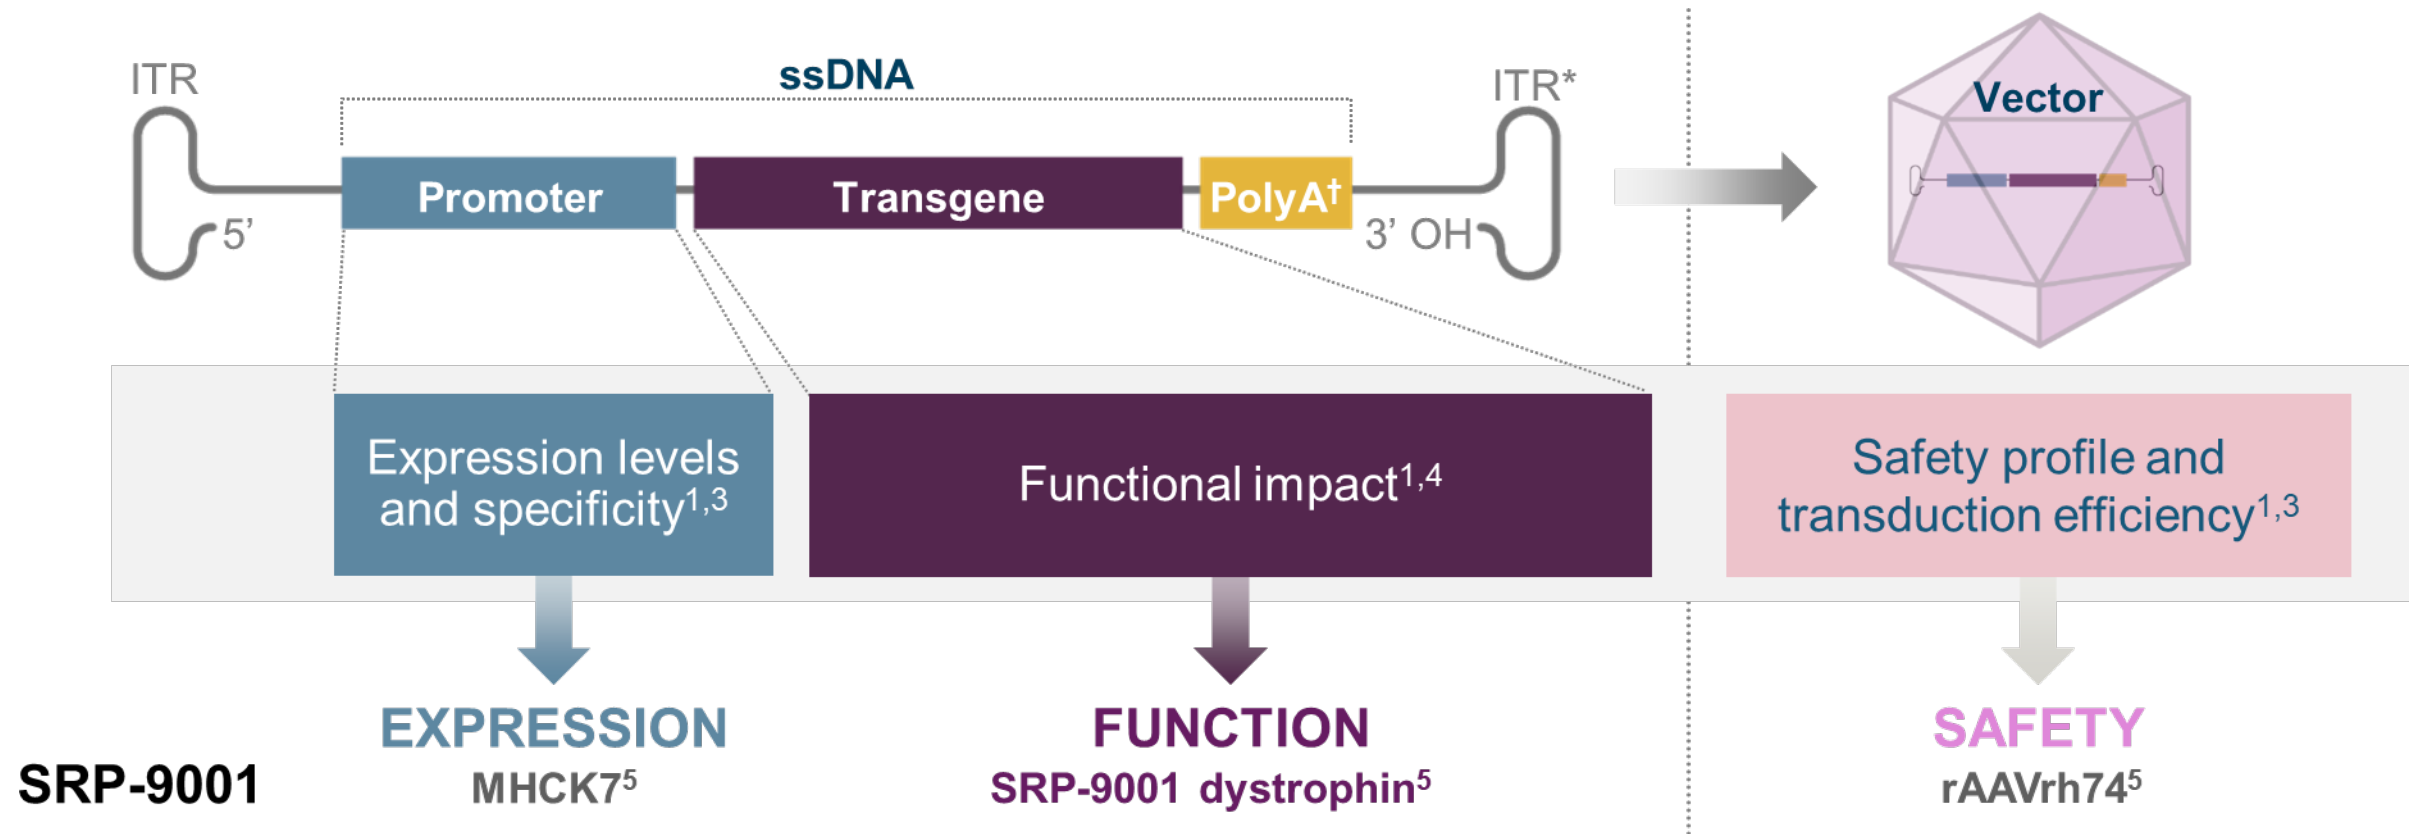 ITR
ssDNA
ITR*
Vector
Promoter
Transgene
PolyA†
5’
3’ OH
Expression levels
and specificity1,3
Functional impact1,4
Safety profile and
transduction efficiency1,3
EXPRESSION
FUNCTION
SAFETY
SRP-9001
MHCK75
SRP-9001 dystrophin5
rAAVrh745